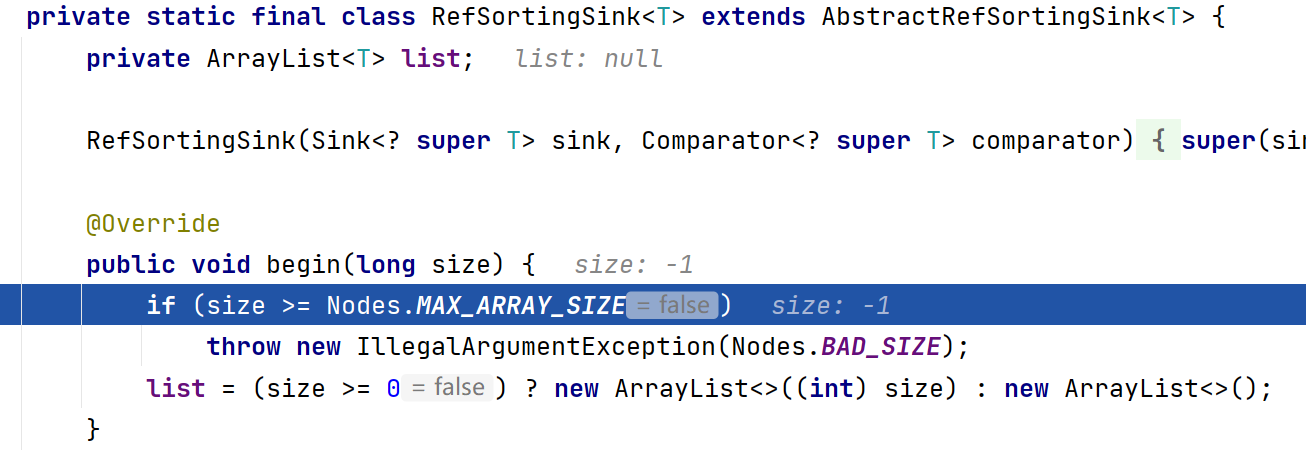 private static final class RefSortingSink<T> extends AbstractRefSortingSink<T> {
private ArrayList<T> list; list: null
RefSortingSink(Sink<? super T> sink, Comparator<? super T> comparator) { super(
@Override
public void begin(long size) { size: -1
if (size >= Nodes.MAX_ARRAY_SIZE = false ) size: -1
throw new IllegalArgumentException(Nodes.BAD_SIZE);
list = (size >= 0 = false ) ? new ArrayList<>((int) size) : new ArrayList<>();
}